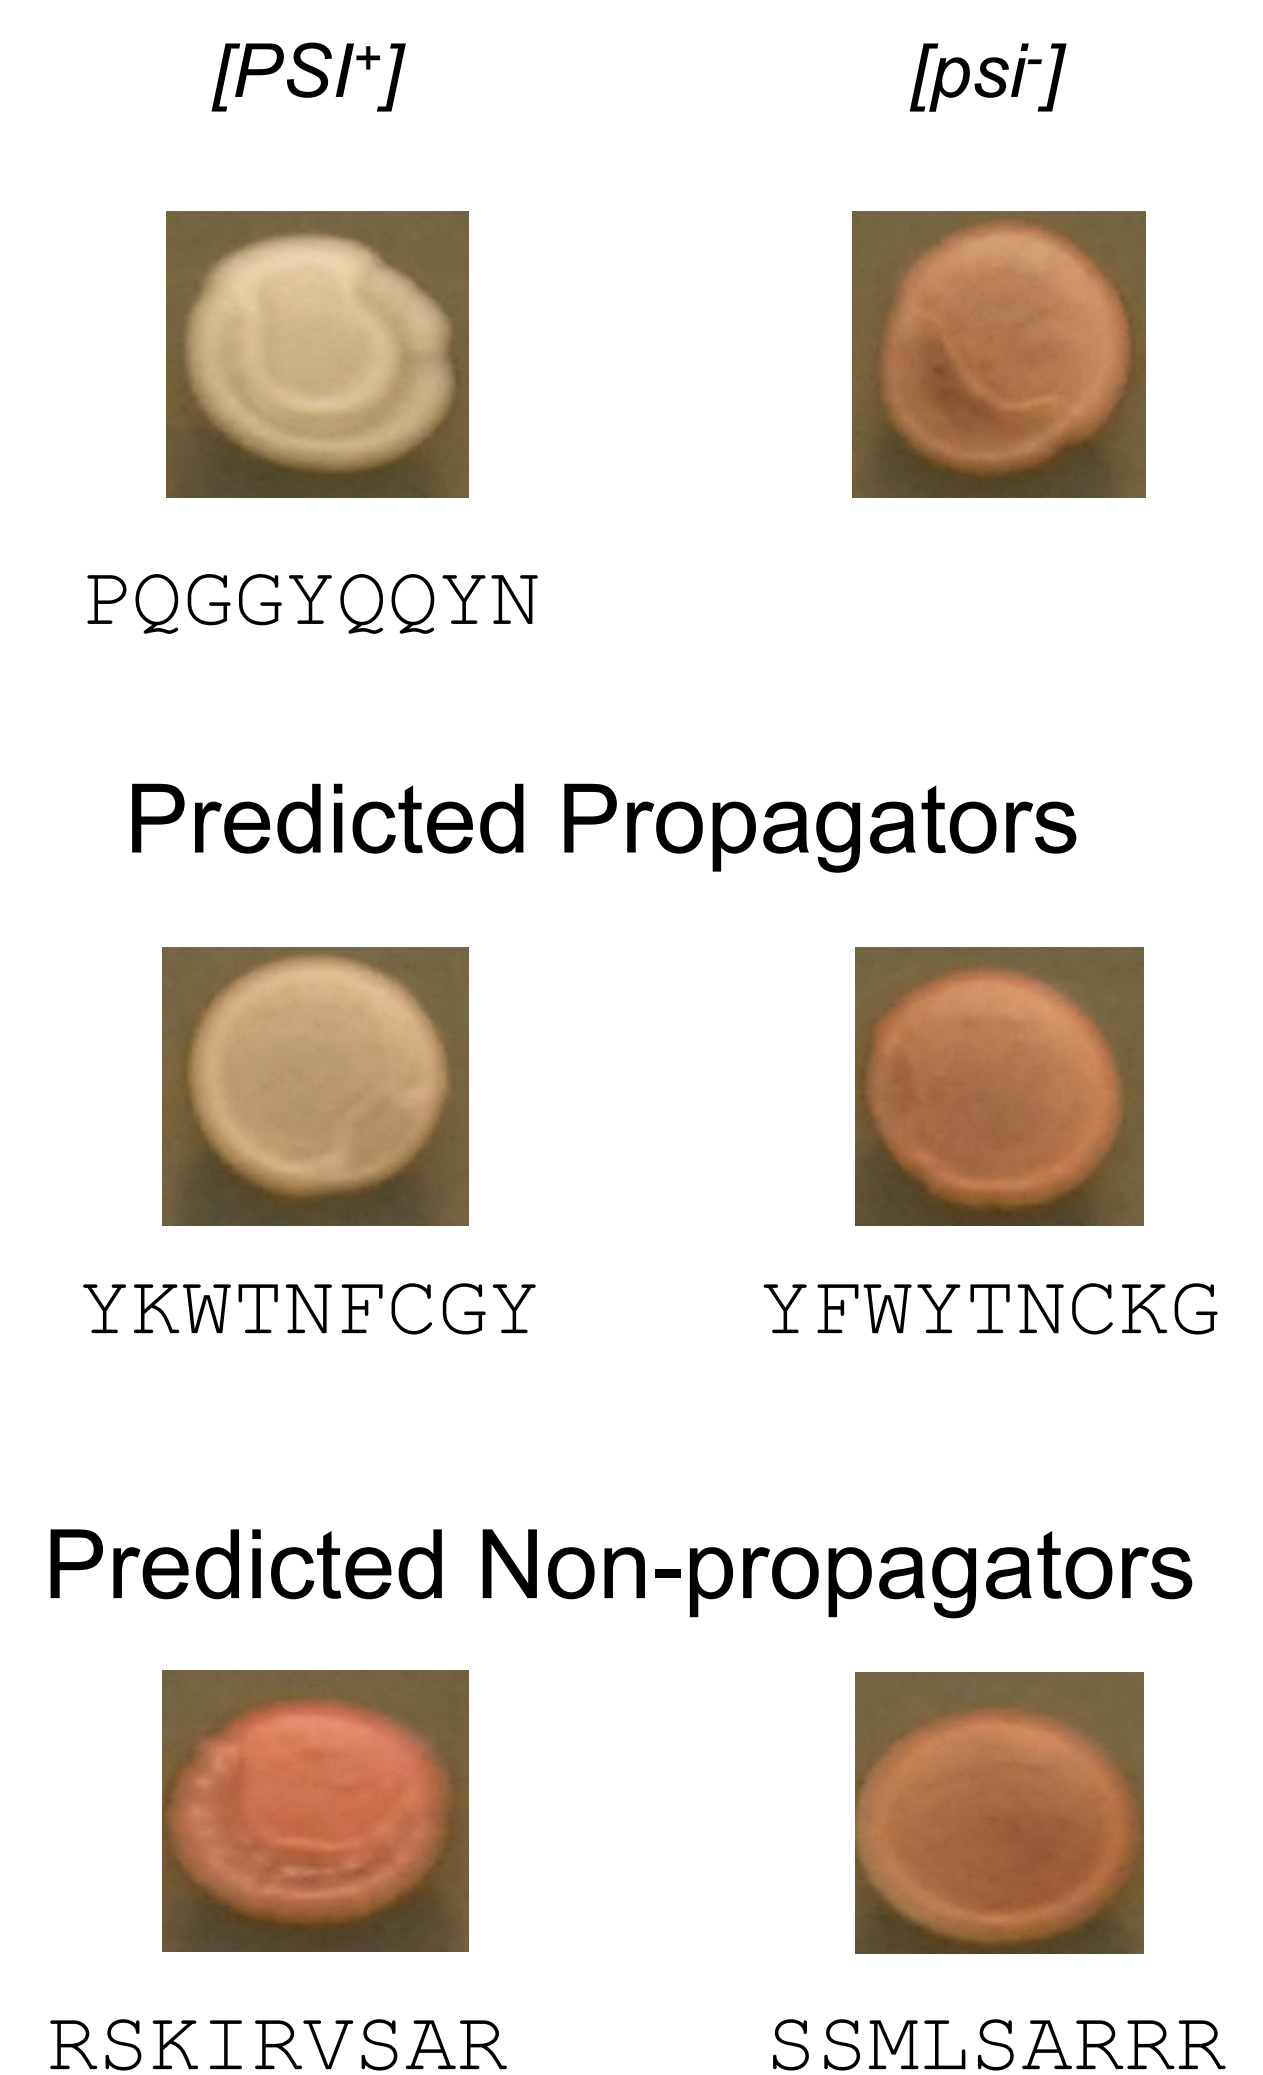 [PSI+] [psi-]
PQGGYQQYN
Predicted Propagators
YKWTNFCGY YFWYTNCKG
Predicted Non-propagators
RSKIRVSAR SSMLSARRR